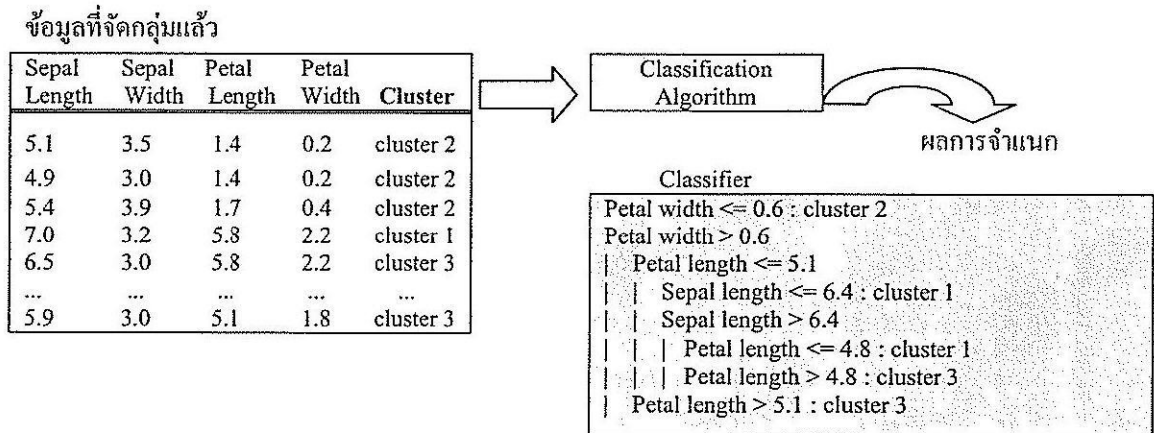 ข้อมูลที่จัดกลุ่มแล้ว
Sepal Sepal Petal Petal
Length Width Length Width Cluster
5.1 3.5 1.4 0.2 cluster 2
4.9 3.0 1.4 0.2 cluster 2
5.4 3.9 1.7 0.4 cluster 2
7.0 3.2 5.8 2.2 cluster 1
6.5 3.0 5.8 2.2 cluster 3
... ... ... ... ...
5.9 3.0 5.1 1.8 cluster 3
Classification
Algorithm
ผลการจำแนก
Classifier
Petal width <= 0.6 : cluster 2
Petal width > 0.6
| Petal length <= 5.1
| | Sepal length <= 6.4 : cluster 1
| | Sepal length > 6.4
| | | Petal length <= 4.8 : cluster 1
| | | Petal length > 4.8 : cluster 3
| Petal length > 5.1 : cluster 3